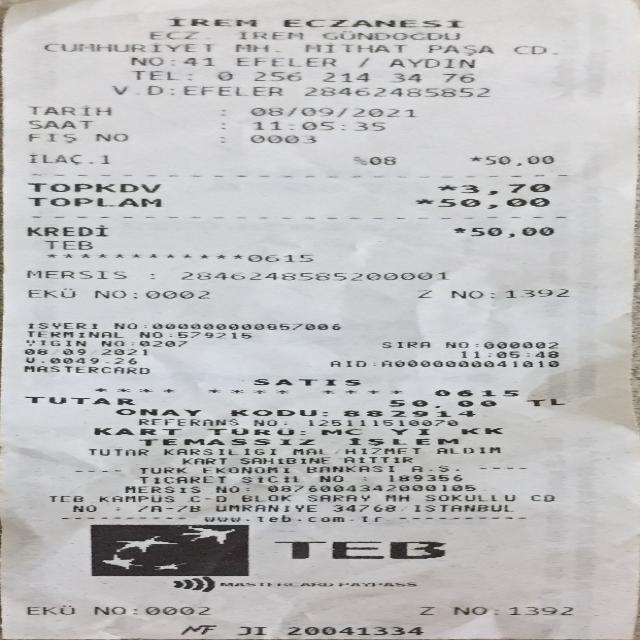 İREM ECZANESİ
ECZ. İREM GÜNDOĞDU
CUMHURİYET MH. MİTHAT PAŞA CD.
NO:41 EFELER / AYDIN
TEL: 0 256 214 34 76
V.D:EFELER 28462485852
TARİH : 08/09/2021
SAAT : 11:05:35
FİŞ NO : 0003
İLAÇ.1 %08 *50,00
TOPKDV *3,70
TOPLAM *50,00
KREDİ *50,00
TEB
************0615
MERSIS : 2846248585200001
EKÜ NO:0002 Z NO:1392
ISYERI NO:000000000857006
TERMINAL NO:579215
YIGIN NO:0207 SIRA NO:000002
08/09/2021 11:05:48
V:0049.26 AID:A0000000041010
MASTERCARD
SATIS
**** **** **** 0615
TUTAR 50,00 TL
ONAY KODU: 882914
REFERANS NO: 125111510070
KART TÜRÜ:MC YI KK
TEMASSIZ İŞLEM
TUTAR KARSILIGI MAL/HIZMET ALDIM
KART SAHIBINE AITTIR
---- TURK EKONOMI BANKASI A.S. ----
TICARET SICIL NO : 189356
MERSIS NO: 0876004342000105
TEB KAMPUS C-D BLOK SARAY MH SOKULLU CD
NO : 7A-7B UMRANIYE 34768/ISTANBUL
---------- www.teb.com.tr ----------
TEB
MASTERCARD PAYPASS
EKÜ NO:0002 Z NO:1392
MF JI 20041334